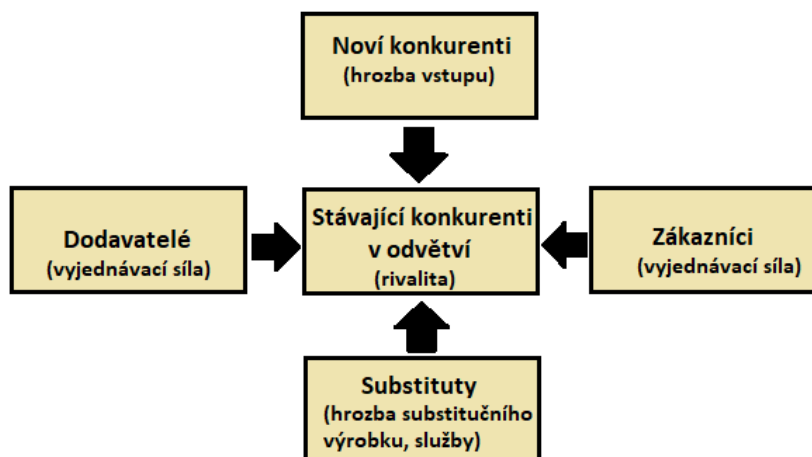 Noví konkurenti
(hrozba vstupu)
Dodavatelé
(vyjednávací síla)
Stávající konkurenti
v odvětví
(rivalita)
Zákazníci
(vyjednávací síla)
Substituty
(hrozba substitučního
výrobku, služby)